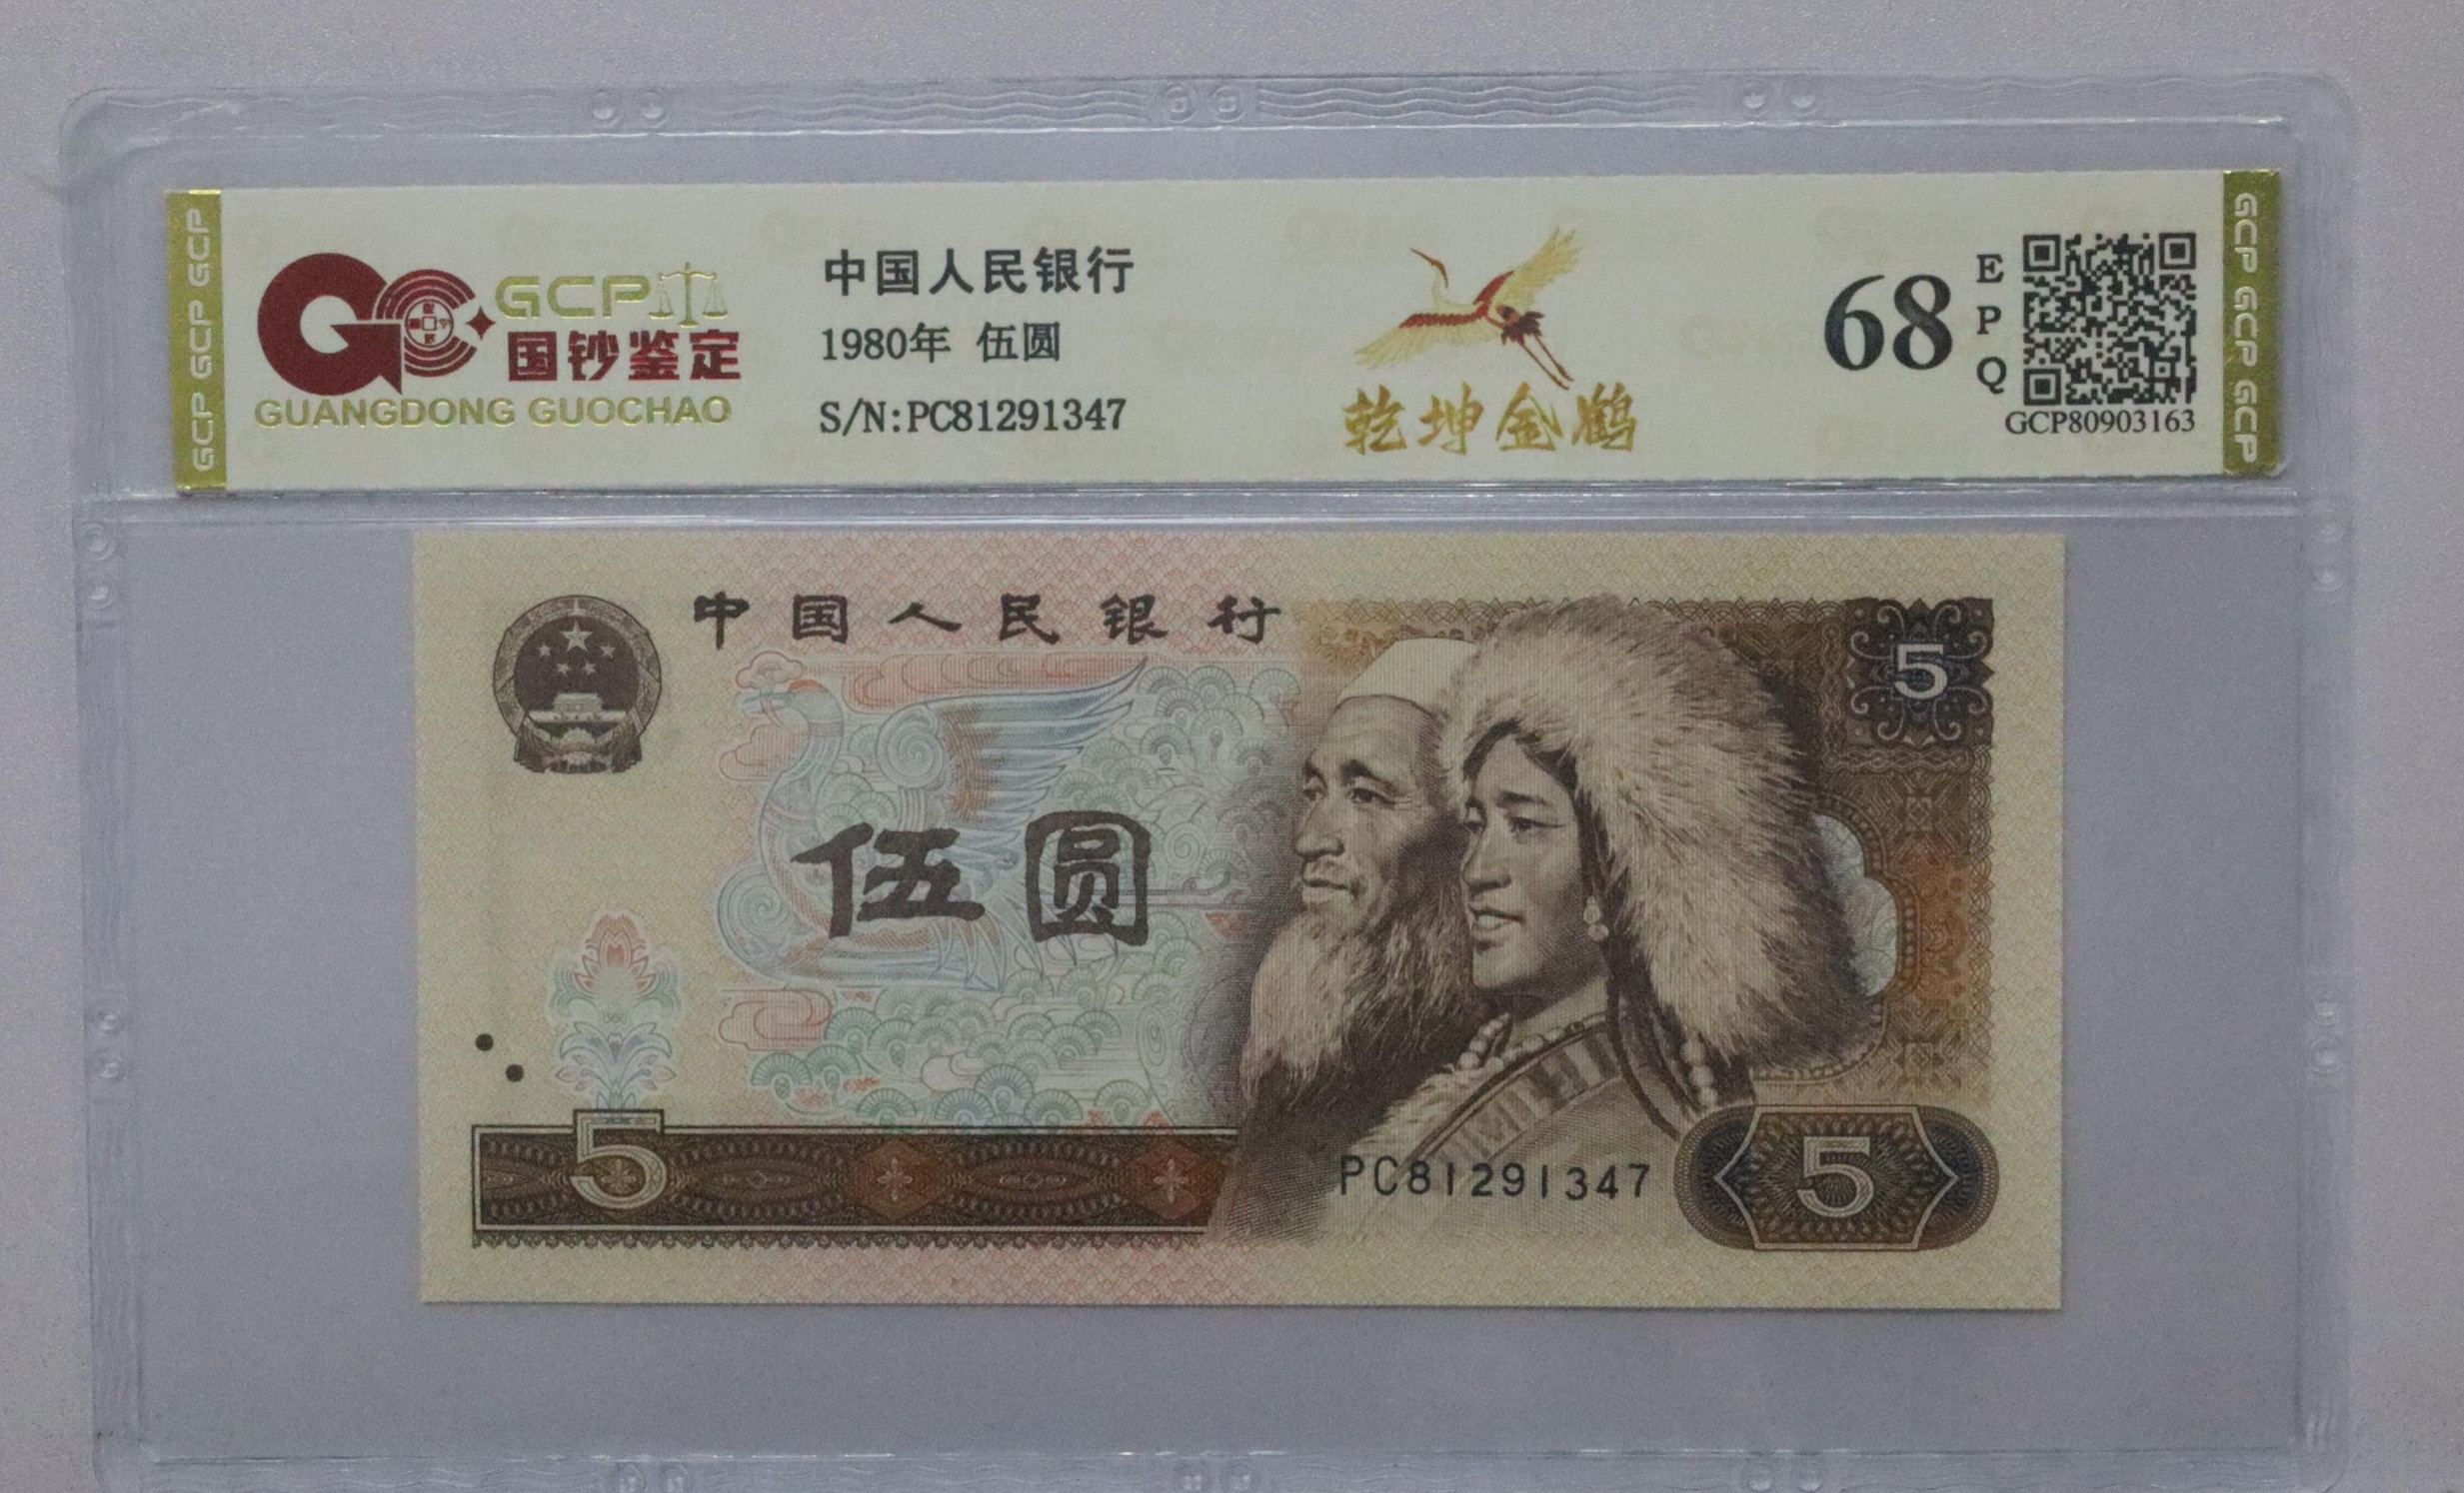 GCP GCP GCP
GCP
国钞鉴定
GUANGDONG GUOCHAO
中国人民银行
1980年 伍圆
S/N:PC81291347
乾坤金鹤
68
EPQ
GCP80903163
GCP GCP GCP
中国人民银行
5
伍圆
5
PC81291347
5